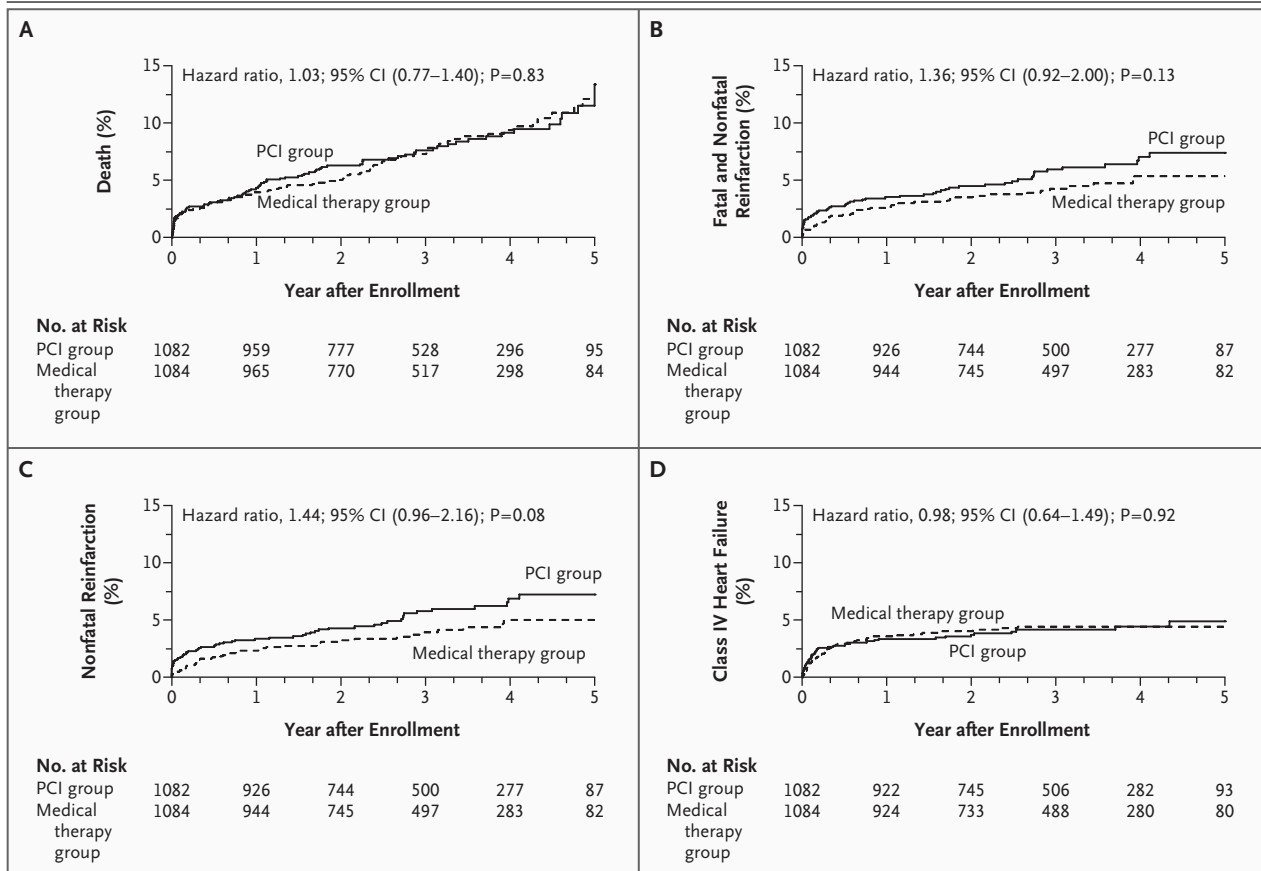 A
Hazard ratio, 1.03; 95% CI (0.77–1.40); P=0.83
Death (%)
15
10
5
0
PCI group
Medical therapy group
0 1 2 3 4 5
Year after Enrollment
No. at Risk
PCI group 1082 959 777 528 296 95
Medical 1084 965 770 517 298 84
therapy
group
B
Hazard ratio, 1.36; 95% CI (0.92–2.00); P=0.13
Fatal and Nonfatal
Reinfarction (%)
15
10
5
0
PCI group
Medical therapy group
0 1 2 3 4 5
Year after Enrollment
No. at Risk
PCI group 1082 926 744 500 277 87
Medical 1084 944 745 497 283 82
therapy
group
C
Hazard ratio, 1.44; 95% CI (0.96–2.16); P=0.08
Nonfatal Reinfarction
(%)
15
10
5
0
PCI group
Medical therapy group
0 1 2 3 4 5
Year after Enrollment
No. at Risk
PCI group 1082 926 744 500 277 87
Medical 1084 944 745 497 283 82
therapy
group
D
Hazard ratio, 0.98; 95% CI (0.64–1.49); P=0.92
Class IV Heart Failure
(%)
15
10
5
0
Medical therapy group
PCI group
0 1 2 3 4 5
Year after Enrollment
No. at Risk
PCI group 1082 922 745 506 282 93
Medical 1084 924 733 488 280 80
therapy
group